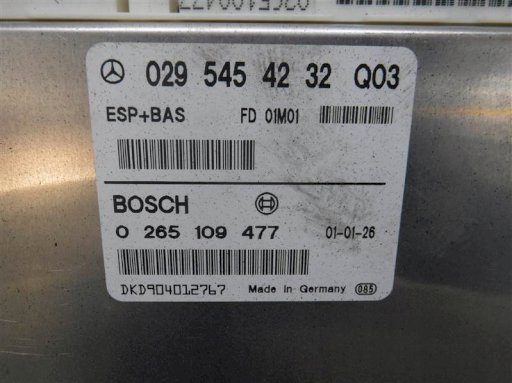 029 545 42 32 Q03
ESP+BAS FD 01M01
BOSCH
0 265 109 477 01-01-26
DKD904012767 Made in Germany 085